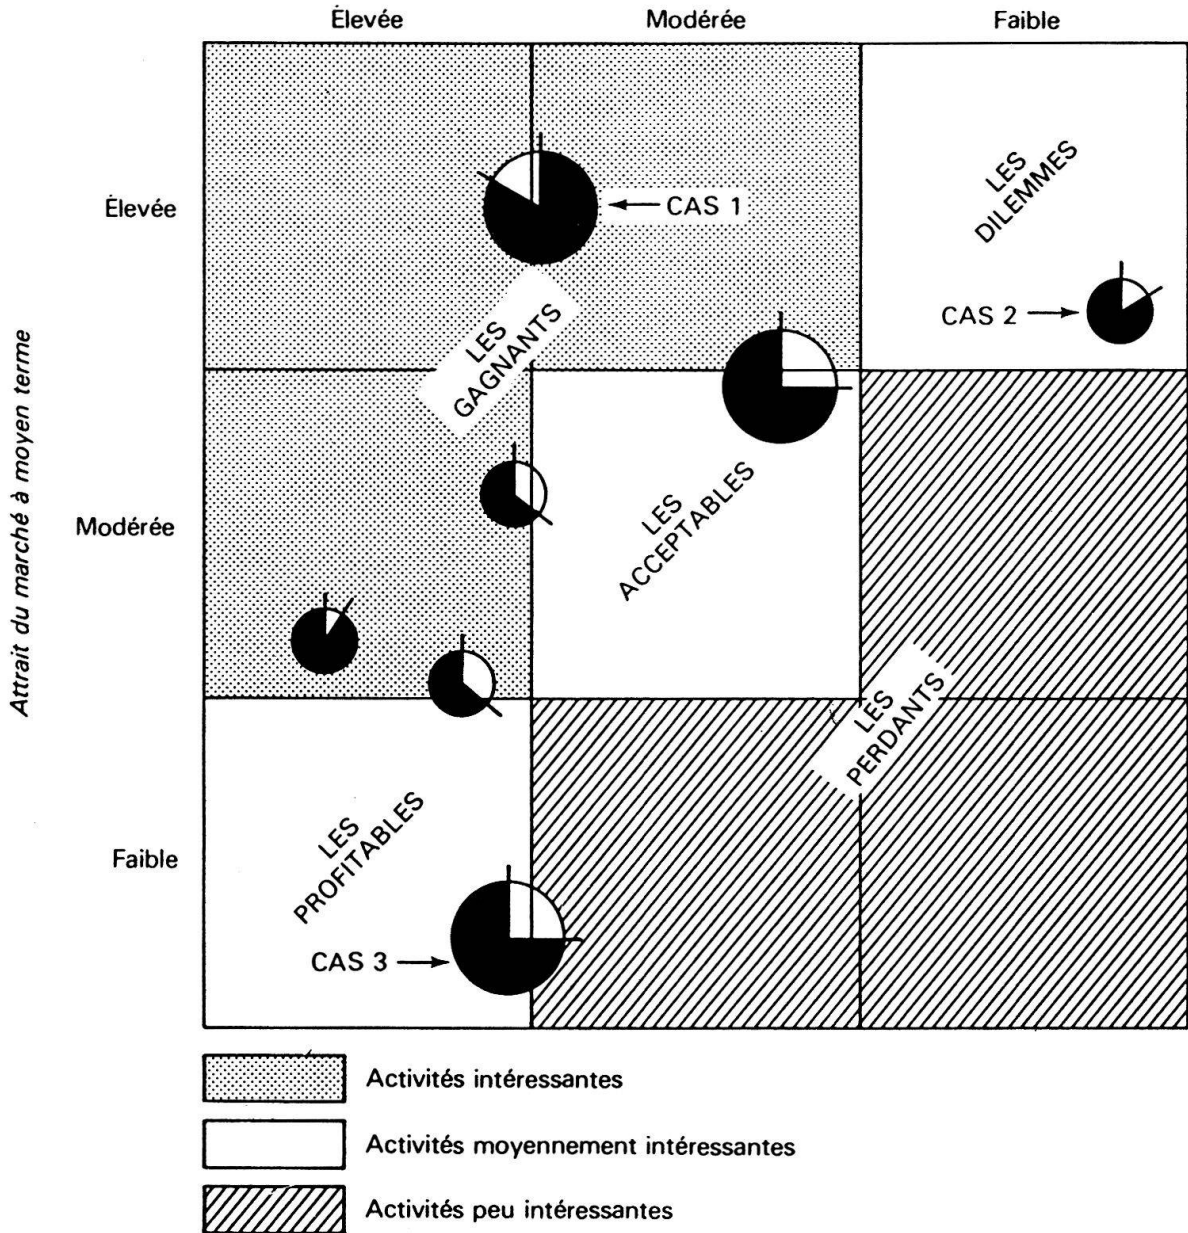 Élevée Modérée Faible
Élevée
Modérée
Faible
Attrait du marché à moyen terme
CAS 1
LES
DILEMMES
CAS 2
LES
GAGNANTS
LES
ACCEPTABLES
LES
PERDANTS
LES
PROFITABLES
CAS 3
Activités intéressantes
Activités moyennement intéressantes
Activités peu intéressantes